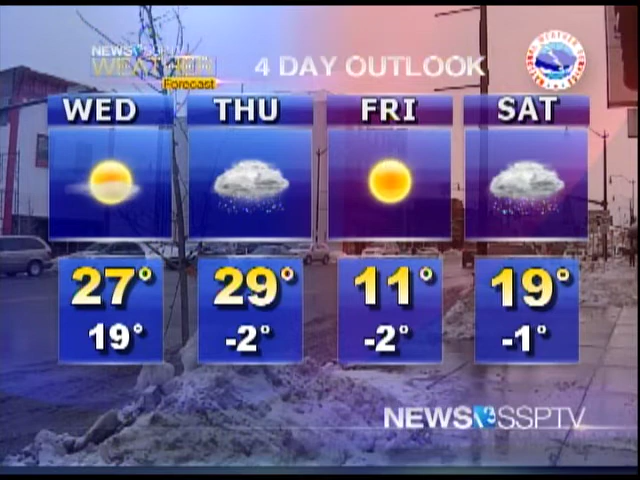 NEWS SSPTV
WEATHER
Forecast
4 DAY OUTLOOK
WED THU FRI SAT
27° 29° 11° 19°
19° -2° -2° -1°
NEWS SSPTV